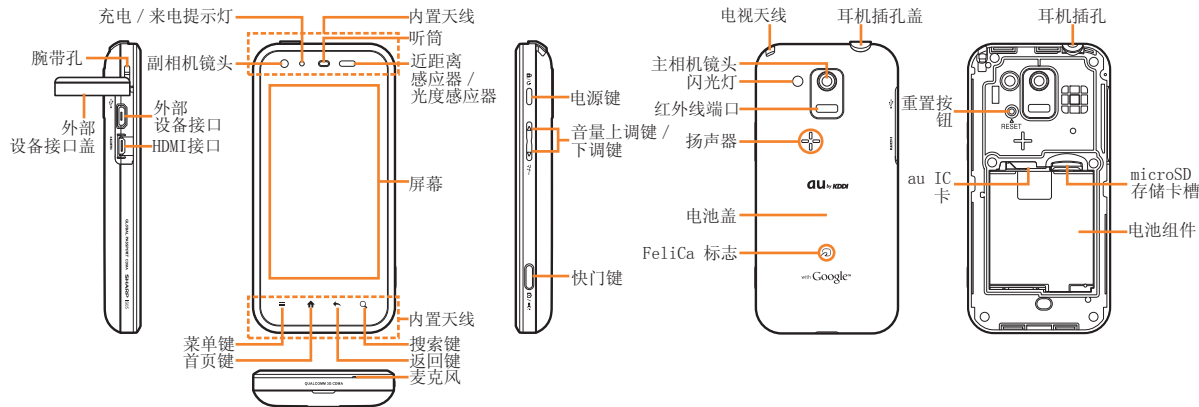 充电 / 来电提示灯
内置天线
听筒
腕带孔
副相机镜头
近距离
感应器 /
光度感应器
外部
设备接口
外部
设备接口盖
HDMI接口
屏幕
电源键
音量上调键 /
下调键
快门键
菜单键
首页键
内置天线
搜索键
返回键
麦克风
GLOBAL PASSPORT CDMA
SHARP
QUALCOMM 3G CDMA
电视天线
耳机插孔盖
主相机镜头
闪光灯
红外线端口
扬声器
au by KDDI
电池盖
FeliCa 标志
with Google™
耳机插孔
重置按
钮
RESET
au IC
卡
microSD
存储卡槽
电池组件